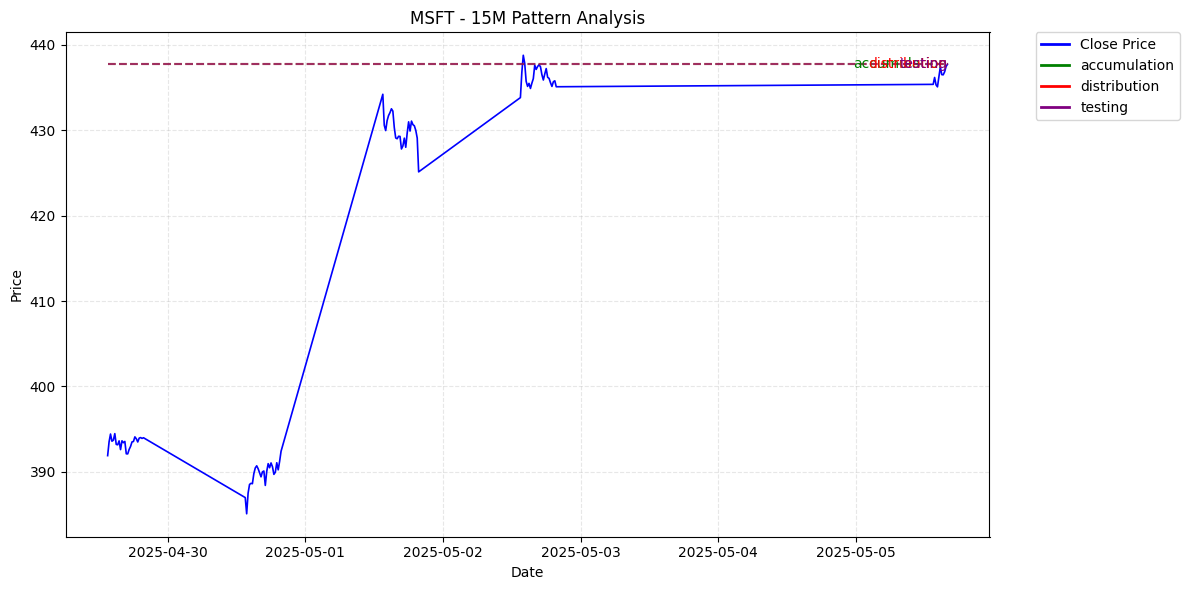 MSFT - 15M Pattern Analysis
Price
440
430
420
410
400
390
2025-04-30
2025-05-01
2025-05-02
2025-05-03
2025-05-04
2025-05-05
Date
testing
Close Price
accumulation
distribution
testing